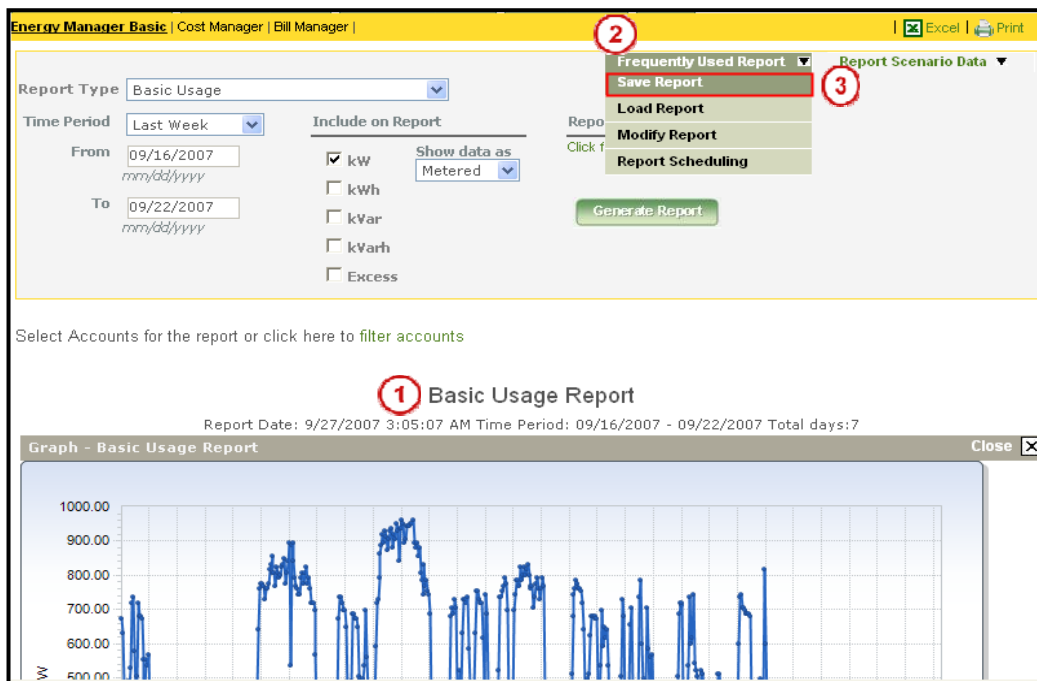 Energy Manager Basic | Cost Manager | Bill Manager |
| Excel | Print
2
Frequently Used Report
Report Scenario Data
Report Type Basic Usage
Save Report
3
Load Report
Modify Report
Report Scheduling
Time Period Last Week
Include on Report
Repo
Click f
From 09/16/2007
mm/dd/yyyy
kW
Show data as
Metered
kWh
To 09/22/2007
mm/dd/yyyy
kVar
Generate Report
kVarh
Excess
Select Accounts for the report or click here to filter accounts
1 Basic Usage Report
Report Date: 9/27/2007 3:05:07 AM Time Period: 09/16/2007 - 09/22/2007 Total days:7
Graph - Basic Usage Report
Close
1000.00
900.00
800.00
700.00
600.00
500.00
W